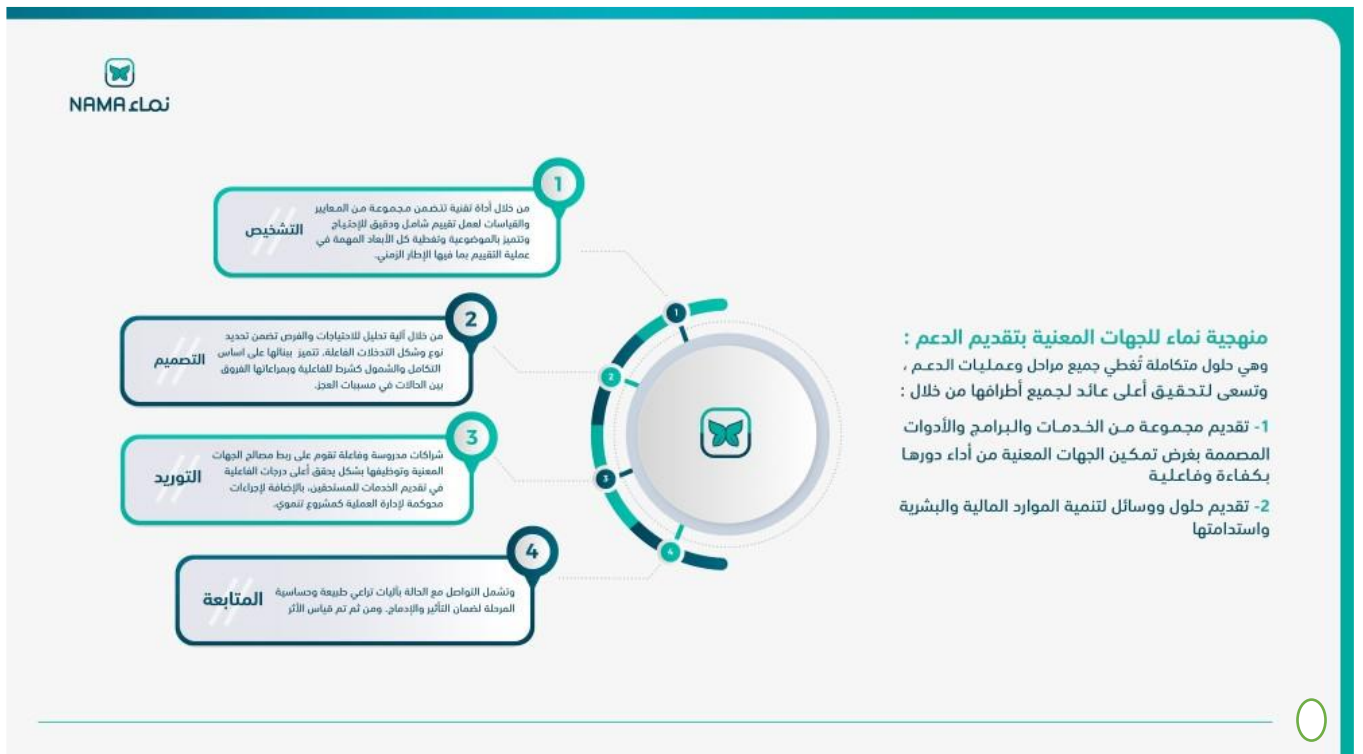 نماء NAMA
منهجية نماء للجهات المعنية بتقديم الدعم :
وهي حلول متكاملة تُغطي جميع مراحل وعمليات الدعم ،
وتسعى لتحقيق أعلى عائد لجميع أطرافها من خلال :
1- تقديم مجموعة من الخدمات والبرامج والأدوات
المصممة بغرض تمكين الجهات المعنية من أداء دورها
بكفاءة وفاعلية
2- تقديم حلول ووسائل لتنمية الموارد المالية والبشرية
واستدامتها
1
2
3
4
1
التشخيص
من خلال أداة تقنية تتضمن مجموعة من المعايير
والقياسات لعمل تقييم شامل ودقيق للإحتياج
وتتميز بالموضوعية وتغطية كل الأبعاد المهمة في
عملية التقييم بما فيها الإطار الزمني.
2
التصميم
من خلال آلية تحليل للاحتياجات والفرص تضمن تحديد
نوع وشكل التدخلات الفاعلة، تتميز ببنائها على اساس
التكامل والشمول كشرط للفاعلية وبمراعاتها الفروق
بين الحالات في مسببات العجز.
3
التوريد
شراكات مدروسة وفاعلة تقوم على ربط مصالح الجهات
المعنية وتوظيفها بشكل يحقق أعلى درجات الفاعلية
في تقديم الخدمات للمستحقين، بالإضافة لإجراءات
محوكمة لإدارة العملية كمشروع تنموي.
4
المتابعة
وتشمل التواصل مع الحالة بآليات تراعي طبيعة وحساسية
المرحلة لضمان التأثير والإدماج. ومن ثم تم قياس الأثر